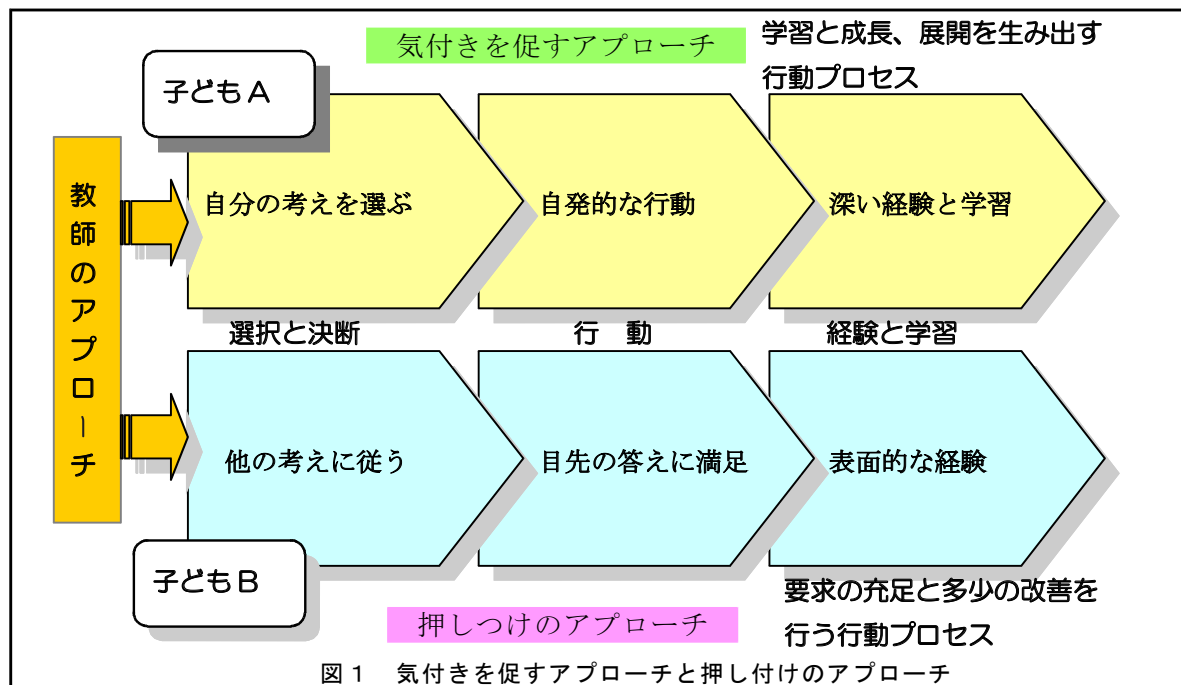 気付きを促すアプローチ
学習と成長、展開を生み出す
行動プロセス
子どもA
教師のアプローチ
自分の考えを選ぶ
自発的な行動
深い経験と学習
選択と決断
行　動
経験と学習
他の考えに従う
目先の答えに満足
表面的な経験
子どもB
押しつけのアプローチ
要求の充足と多少の改善を
行う行動プロセス
図1　気付きを促すアプローチと押し付けのアプローチ